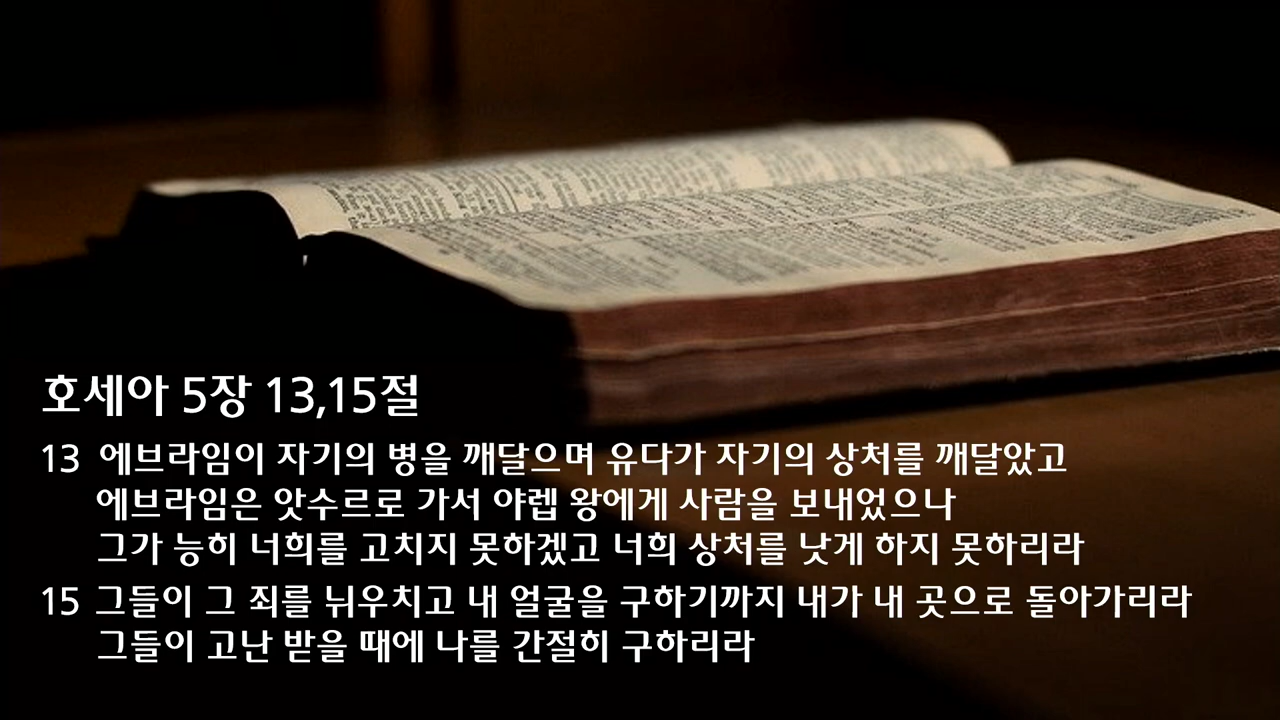 호세아 5장 13,15절
13 에브라임이 자기의 병을 깨달으며 유다가 자기의 상처를 깨달았고
에브라임은 앗수르로 가서 야렙 왕에게 사람을 보내었으나
그가 능히 너희를 고치지 못하겠고 너희 상처를 낫게 하지 못하리라
15 그들이 그 죄를 뉘우치고 내 얼굴을 구하기까지 내가 내 곳으로 돌아가리라
그들이 고난 받을 때에 나를 간절히 구하리라